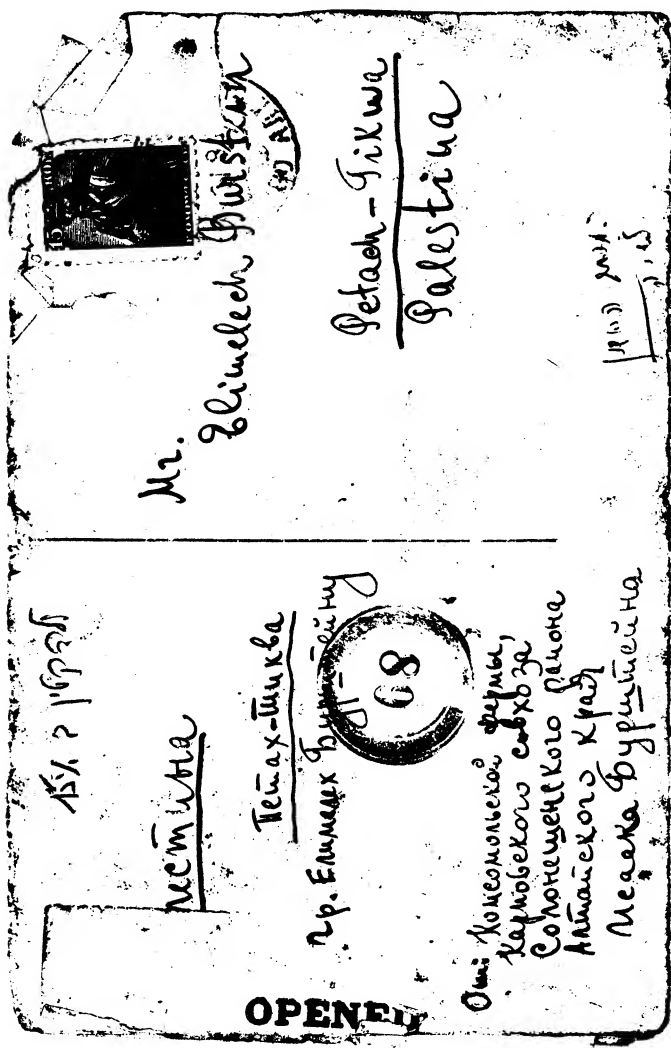 Mr.
Elimelech Burstein
Petach-Tikwa
Palestina
естина
Петах-Тиква
гр. Елимелех Бурштейну
68
От: Комсомольской фермы,
Карповского совхоза,
Солонешенского района
Алтайского края
Исаака Бурштейна
OPENED